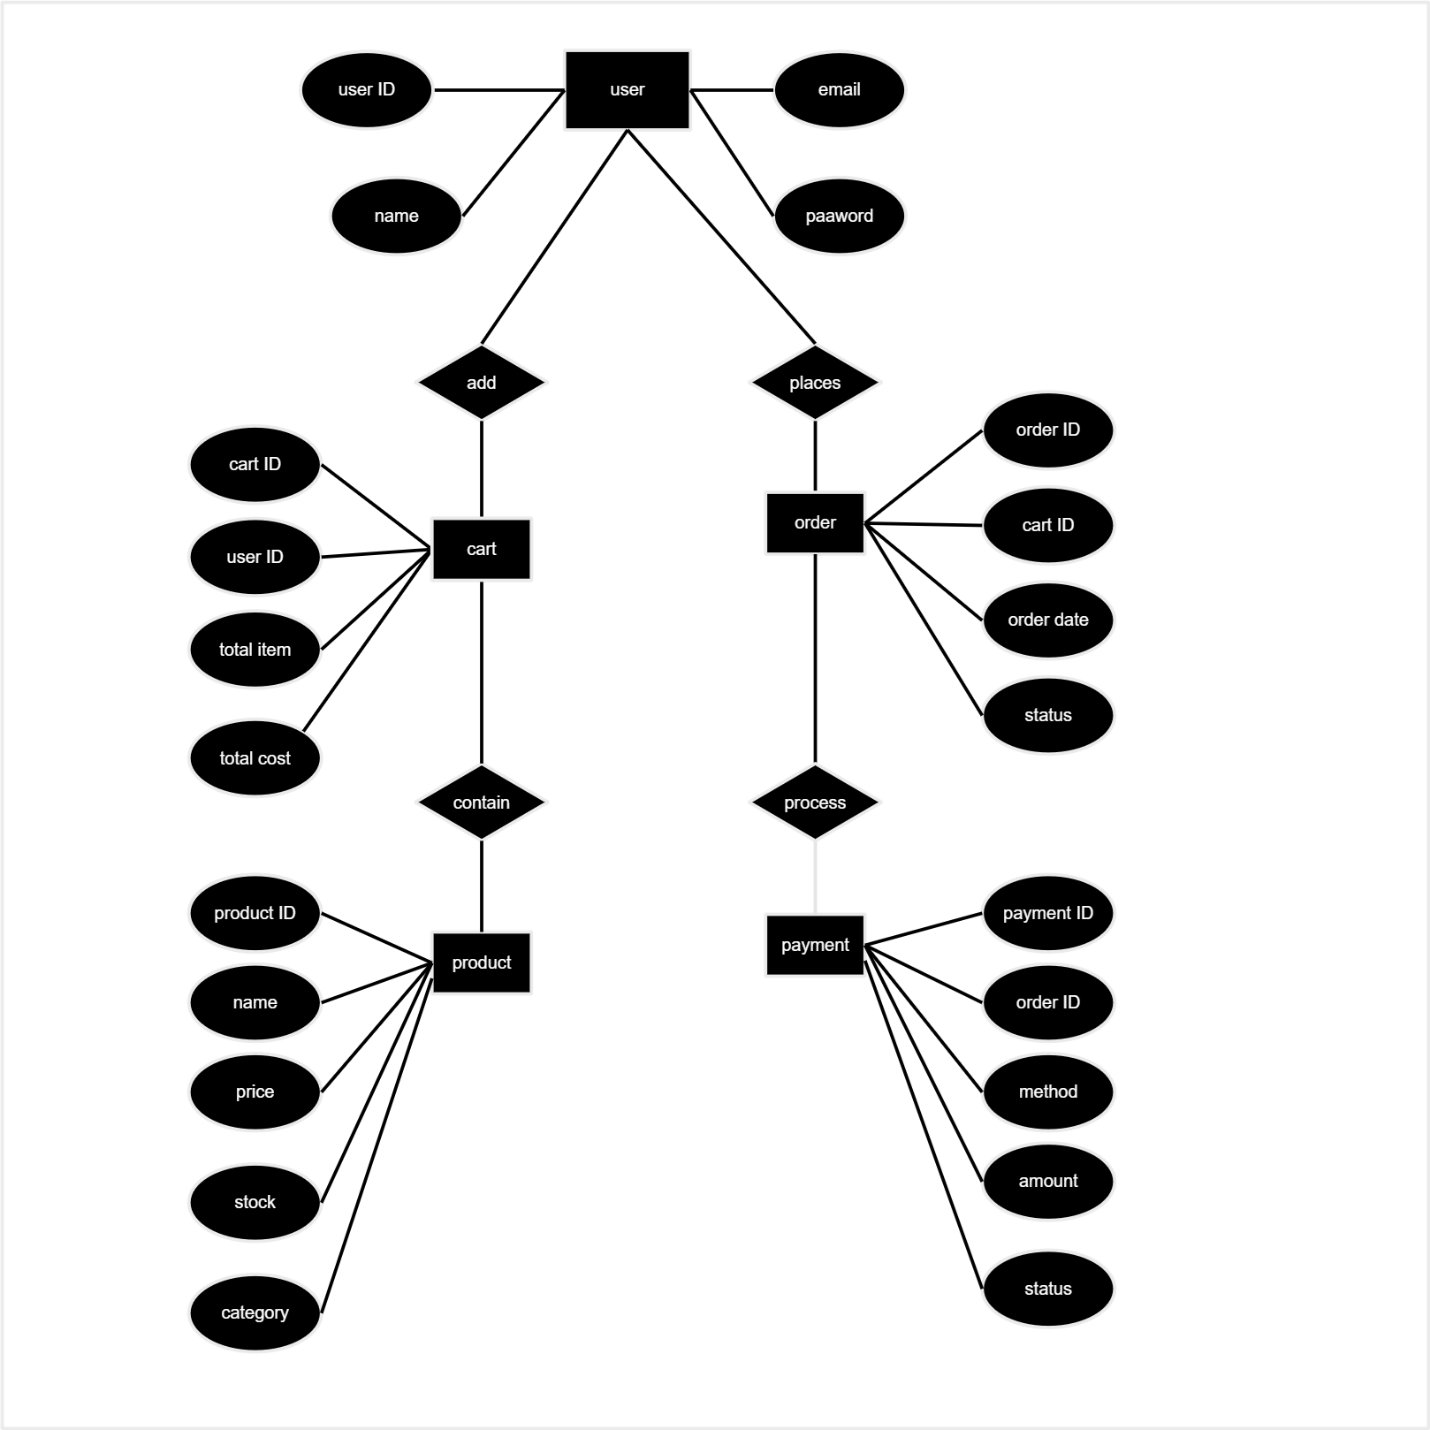 user ID
user
email
name
paaword
add
places
cart ID
user ID
total item
total cost
cart
order
order ID
cart ID
order date
status
contain
process
product ID
name
price
stock
category
product
payment
payment ID
order ID
method
amount
status